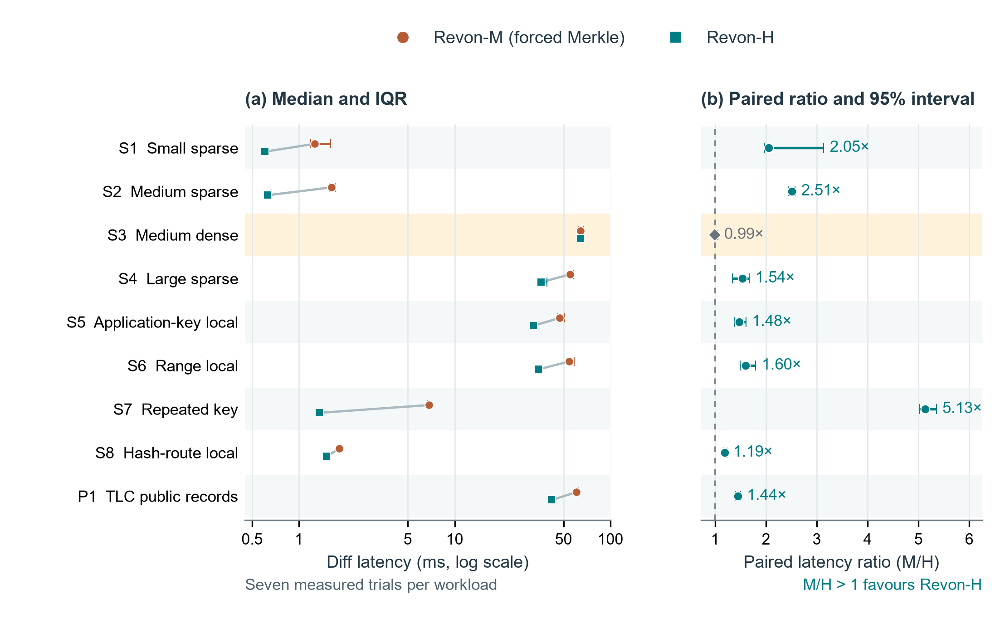 Revon-M (forced Merkle)
Revon-H
(a) Median and IQR
(b) Paired ratio and 95% interval
S1 Small sparse
2.05×
S2 Medium sparse
2.51×
S3 Medium dense
0.99×
S4 Large sparse
1.54×
S5 Application-key local
1.48×
S6 Range local
1.60×
S7 Repeated key
5.13×
S8 Hash-route local
1.19×
P1 TLC public records
1.44×
0.5 1 5 10 50 100
1 2 3 4 5 6
Diff latency (ms, log scale)
Paired latency ratio (M/H)
Seven measured trials per workload
M/H > 1 favours Revon-H